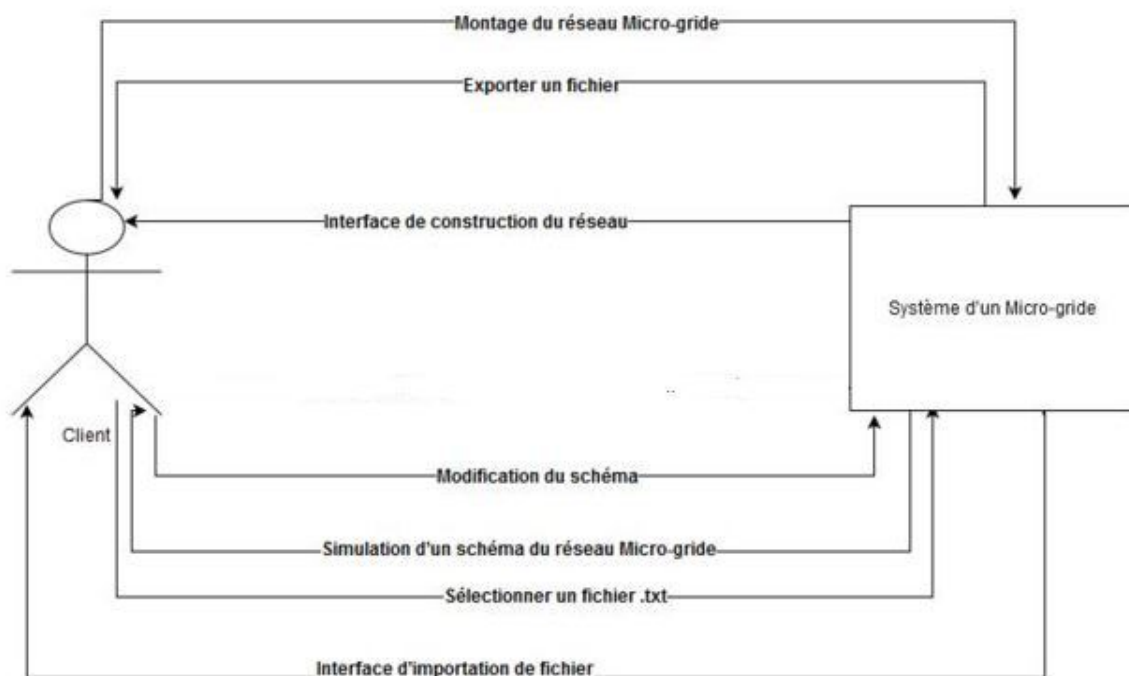 Montage du réseau Micro-gride
Exporter un fichier
Interface de construction du réseau
Système d'un Micro-gride
Client
Modification du schéma
Simulation d'un schéma du réseau Micro-gride
Sélectionner un fichier .txt
Interface d'importation de fichier